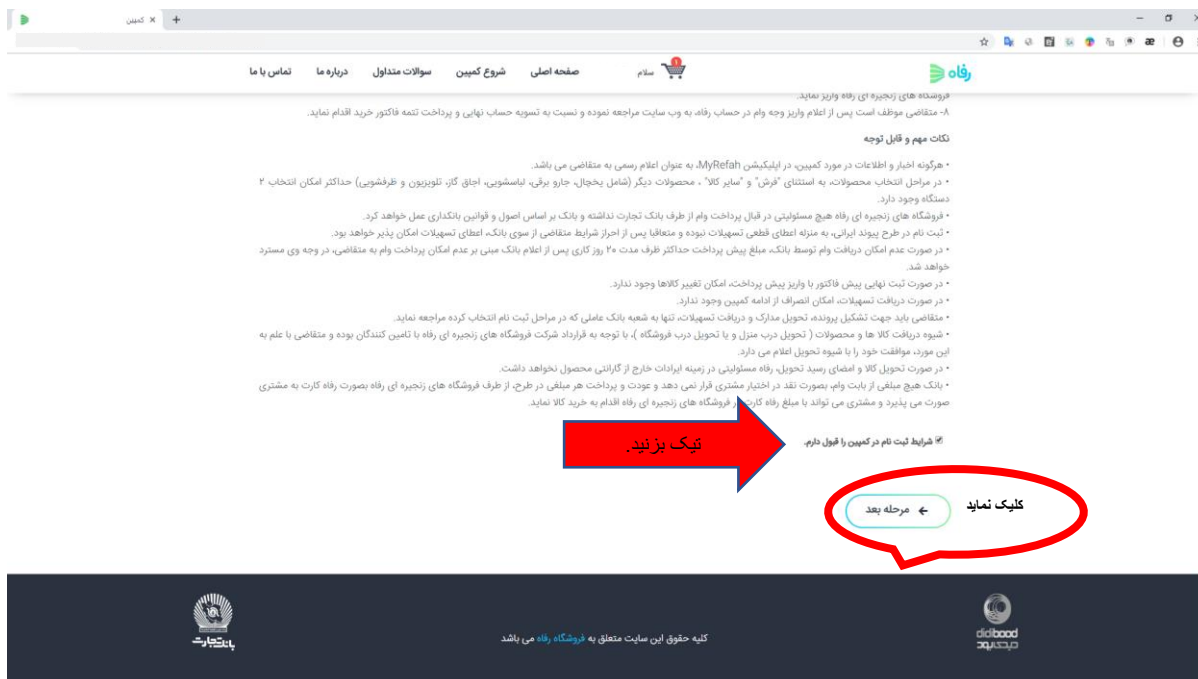 کمپین
رفاه
سلام
1
صفحه اصلی
شروع کمپین
سوالات متداول
درباره ما
تماس با ما
فروشگاه های زنجیره ای رفاه واریز نماید.
۸- متقاضی موظف است پس از اعلام واریز وجه وام در حساب رفاه، به وب سایت مراجعه نموده و نسبت به تسویه حساب نهایی و پرداخت تتمه فاکتور خرید اقدام نماید.
نکات مهم و قابل توجه
• هرگونه اخبار و اطلاعات در مورد کمپین، در اپلیکیشن MyRefah، به عنوان اعلام رسمی به متقاضی می باشد.
• در مراحل انتخاب محصولات، به استثنای "فرش" و "سایر کالا" ، محصولات دیگر (شامل یخچال، جارو برقی، لباسشویی، اجاق گاز، تلویزیون و ظرفشویی) حداکثر امکان انتخاب ۲
دستگاه وجود دارد.
• فروشگاه های زنجیره ای رفاه هیچ مسئولیتی در قبال پرداخت وام از طرف بانک تجارت نداشته و بانک بر اساس اصول و قوانین بانکداری عمل خواهد کرد.
• ثبت نام در طرح پیوند ایرانی، به منزله اعطای قطعی تسهیلات نبوده و متعاقبا پس از احراز شرایط متقاضی از سوی بانک، اعطای تسهیلات امکان پذیر خواهد بود.
• در صورت عدم امکان دریافت وام توسط بانک، مبلغ پیش پرداخت حداکثر ظرف مدت ۲۰ روز کاری پس از اعلام بانک مبنی بر عدم امکان پرداخت وام به متقاضی، در وجه وی مسترد
خواهد شد.
• در صورت ثبت نهایی پیش فاکتور با واریز پیش پرداخت، امکان تغییر کالاها وجود ندارد.
• در صورت دریافت تسهیلات، امکان انصراف از ادامه کمپین وجود ندارد.
• متقاضی باید جهت تشکیل پرونده، تحویل مدارک و دریافت تسهیلات، تنها به شعبه بانک عاملی که در مراحل ثبت نام انتخاب کرده مراجعه نماید.
• شیوه دریافت کالا ها و محصولات ( تحویل درب منزل و یا تحویل درب فروشگاه )، با توجه به قرارداد شرکت فروشگاه های زنجیره ای رفاه با تامین کنندگان بوده و متقاضی با علم به
این مورد، موافقت خود را با شیوه تحویل اعلام می دارد.
• در صورت تحویل کالا و امضای رسید تحویل، رفاه مسئولیتی در زمینه ایرادات خارج از گارانتی محصول نخواهد داشت.
• بانک هیچ مبلغی از بابت وام، بصورت نقد در اختیار مشتری قرار نمی دهد و عودت و پرداخت هر مبلغی در طرح، از طرف فروشگاه های زنجیره ای رفاه بصورت رفاه کارت به مشتری
صورت می پذیرد و مشتری می تواند با مبلغ رفاه کارت در فروشگاه های زنجیره ای رفاه اقدام به خرید کالا نماید.
شرایط ثبت نام در کمپین را قبول دارم.
تیک بزنید.
کلیک نماید
مرحله بعد
didibood
دیدی‌بود
کلیه حقوق این سایت متعلق به فروشگاه رفاه می باشد
بانک تجارت